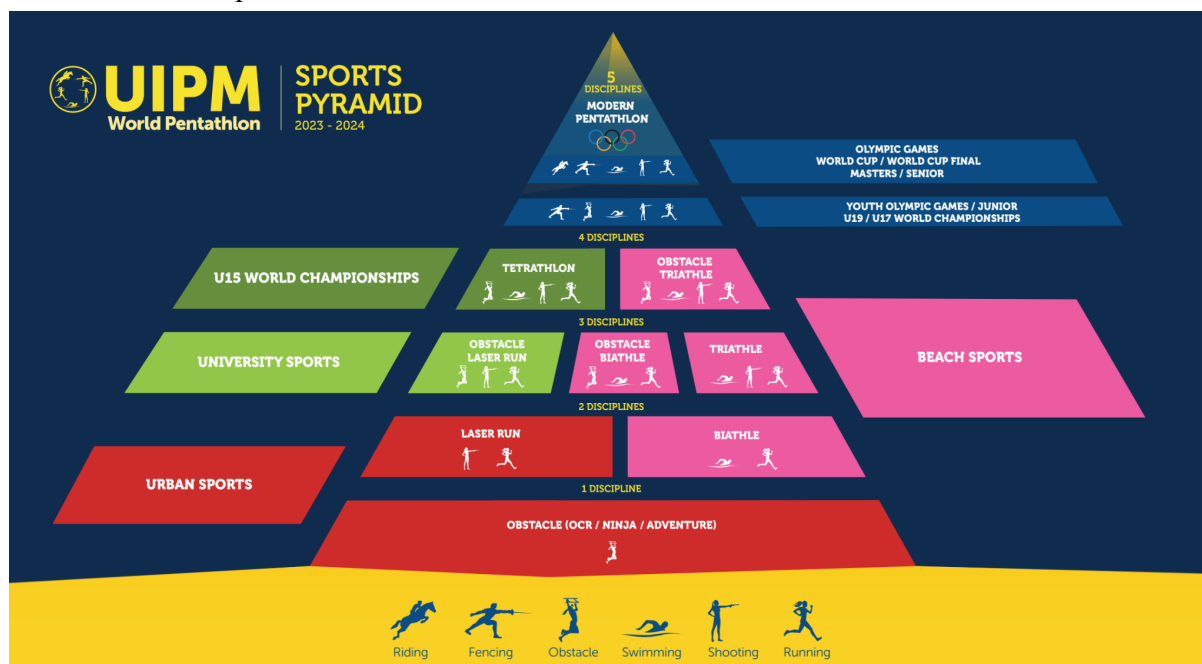 UIPM
World Pentathlon
SPORTS
PYRAMID
2023 - 2024
5
DISCIPLINES
MODERN
PENTATHLON
OLYMPIC GAMES
WORLD CUP / WORLD CUP FINAL
MASTERS / SENIOR
YOUTH OLYMPIC GAMES / JUNIOR
U19 / U17 WORLD CHAMPIONSHIPS
4 DISCIPLINES
U15 WORLD CHAMPIONSHIPS
TETRATHLON
OBSTACLE
TRIATHLE
3 DISCIPLINES
UNIVERSITY SPORTS
OBSTACLE
LASER RUN
OBSTACLE
BIATHLE
TRIATHLE
BEACH SPORTS
2 DISCIPLINES
LASER RUN
BIATHLE
URBAN SPORTS
1 DISCIPLINE
OBSTACLE (OCR / NINJA / ADVENTURE)
Riding
Fencing
Obstacle
Swimming
Shooting
Running